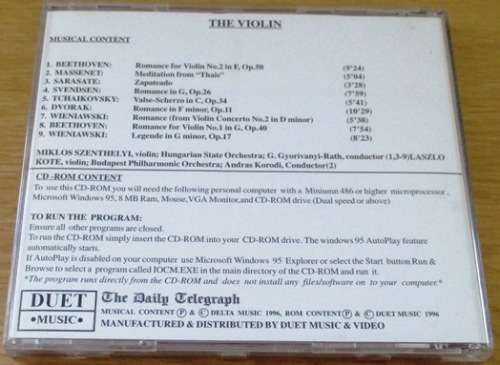 THE VIOLIN
MUSICAL CONTENT
1. BEETHOVEN: Romance for Violin No.2 in F, Op.50 (9'24)
2. MASSENET: Meditation from "Thais" (5'04)
3. SARASATE: Zapateado (3'28)
4. SVENDSEN: Romance in G, Op.26 (7'59)
5. TCHAIKOVSKY: Valse-Scherzo in C, Op.34 (5'41)
6. DVORAK: Romance in F minor, Op.11 (10'29)
7. WIENIAWSKI: Romance (from Violin Concerto No.2 in D minor) (5'38)
8. BEETHOVEN: Romance for Violin No.1 in G, Op.40 (7'54)
9. WIENIAWSKI: Legende in G minor, Op.17 (8'23)
MIKLOS SZENTHELYI, violin; Hungarian State Orchestra; G. Gyorivanyi-Rath, conductor (1,3-9)LASZLO
KOTE, violin; Budapest Philharmonic Orchestra; Andras Korodi, Conductor(2)
CD -ROM CONTENT
To use this CD-ROM you will need the following personal computer with a Minimum 486 or higher microprocessor ,
Microsoft Windows 95, 8 MB Ram, Mouse,VGA Monitor,and CD-ROM drive (Dual speed or above)
TO RUN THE PROGRAM:
Ensure all other programs are closed.
To run the CD-ROM simply insert the CD-ROM into your CD-ROM drive. The windows 95 AutoPlay feature
automatically starts.
If AutoPlay is disabled on your computer use Microsoft Windows 95 Explorer or select the Start button Run &
Browse to select a program called IOCM.EXE in the main directory of the CD-ROM and run it.
*The program runs directly from the CD-ROM and does not install any files/software on to your computer.*
DUET
•MUSIC•
The Daily Telegraph
MUSICAL CONTENT Ⓟ & Ⓒ DELTA MUSIC 1996, ROM CONTENT Ⓟ & Ⓒ DUET MUSIC 1996
MANUFACTURED & DISTRIBUTED BY DUET MUSIC & VIDEO